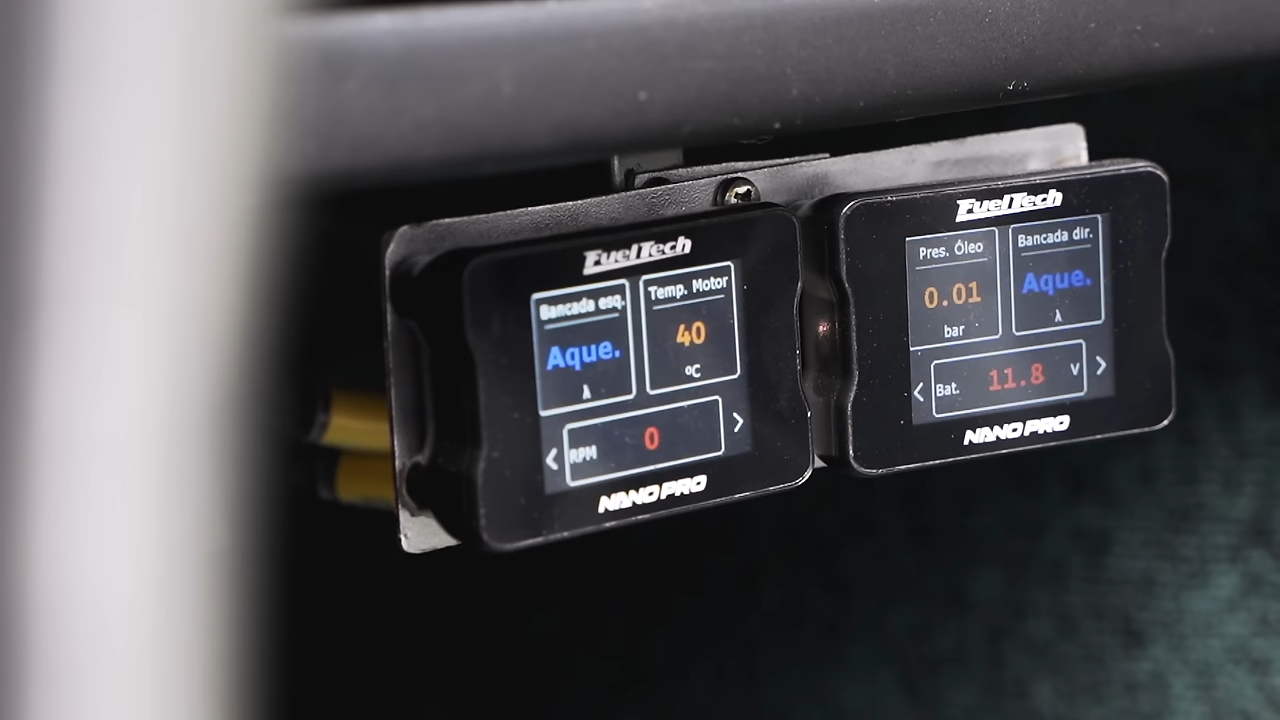 FuelTech
Bancada esq.
Aque.
λ
Temp. Motor
40
ºC
RPM
0
NANO PRO
FuelTech
Pres. Óleo
0.01
bar
Bancada dir.
Aque.
λ
Bat.
11.8
V
NANO PRO